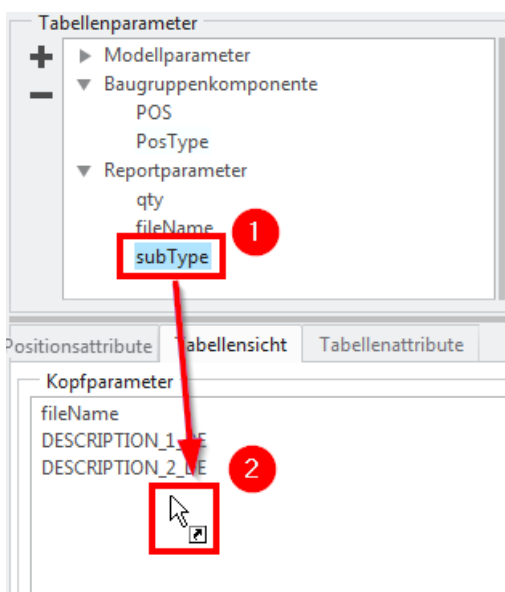 Tabellenparameter
Modellparameter
Baugruppenkomponente
POS
PosType
Reportparameter
qty
fileName
1
subType
Positionsattribute Tabellensicht Tabellenattribute
Kopfparameter
fileName
DESCRIPTION_1_DE
DESCRIPTION_2_DE
2